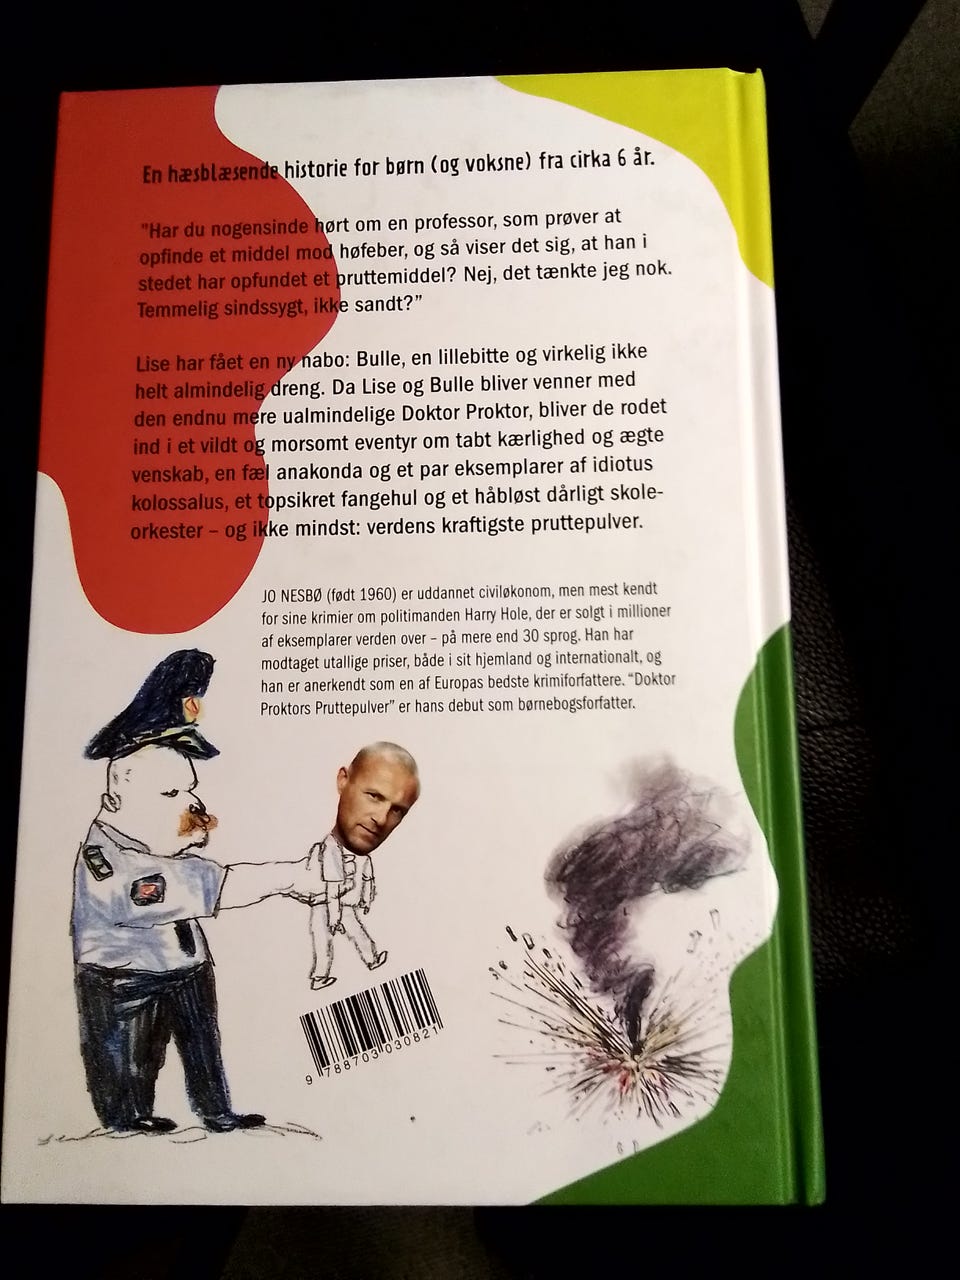 En hæsblæsende historie for børn (og voksne) fra cirka 6 år.
"Har du nogensinde hørt om en professor, som prøver at
opfinde et middel mod høfeber, og så viser det sig, at han i
stedet har opfundet et pruttemiddel? Nej, det tænkte jeg nok.
Temmelig sindssygt, ikke sandt?”
Lise har fået en ny nabo: Bulle, en lillebitte og virkelig ikke
helt almindelig dreng. Da Lise og Bulle bliver venner med
den endnu mere ualmindelige Doktor Proktor, bliver de rodet
ind i et vildt og morsomt eventyr om tabt kærlighed og ægte
venskab, en fæl anakonda og et par eksemplarer af idiotus
kolossalus, et topsikret fangehul og et håbløst dårligt skole-
orkester – og ikke mindst: verdens kraftigste pruttepulver.
JO NESBØ (født 1960) er uddannet civiløkonom, men mest kendt
for sine krimier om politimanden Harry Hole, der er solgt i millioner
af eksemplarer verden over – på mere end 30 sprog. Han har
modtaget utallige priser, både i sit hjemland og internationalt, og
han er anerkendt som en af Europas bedste krimiforfattere. “Doktor
Proktors Pruttepulver” er hans debut som børnebogsforfatter.
9 788703 030821